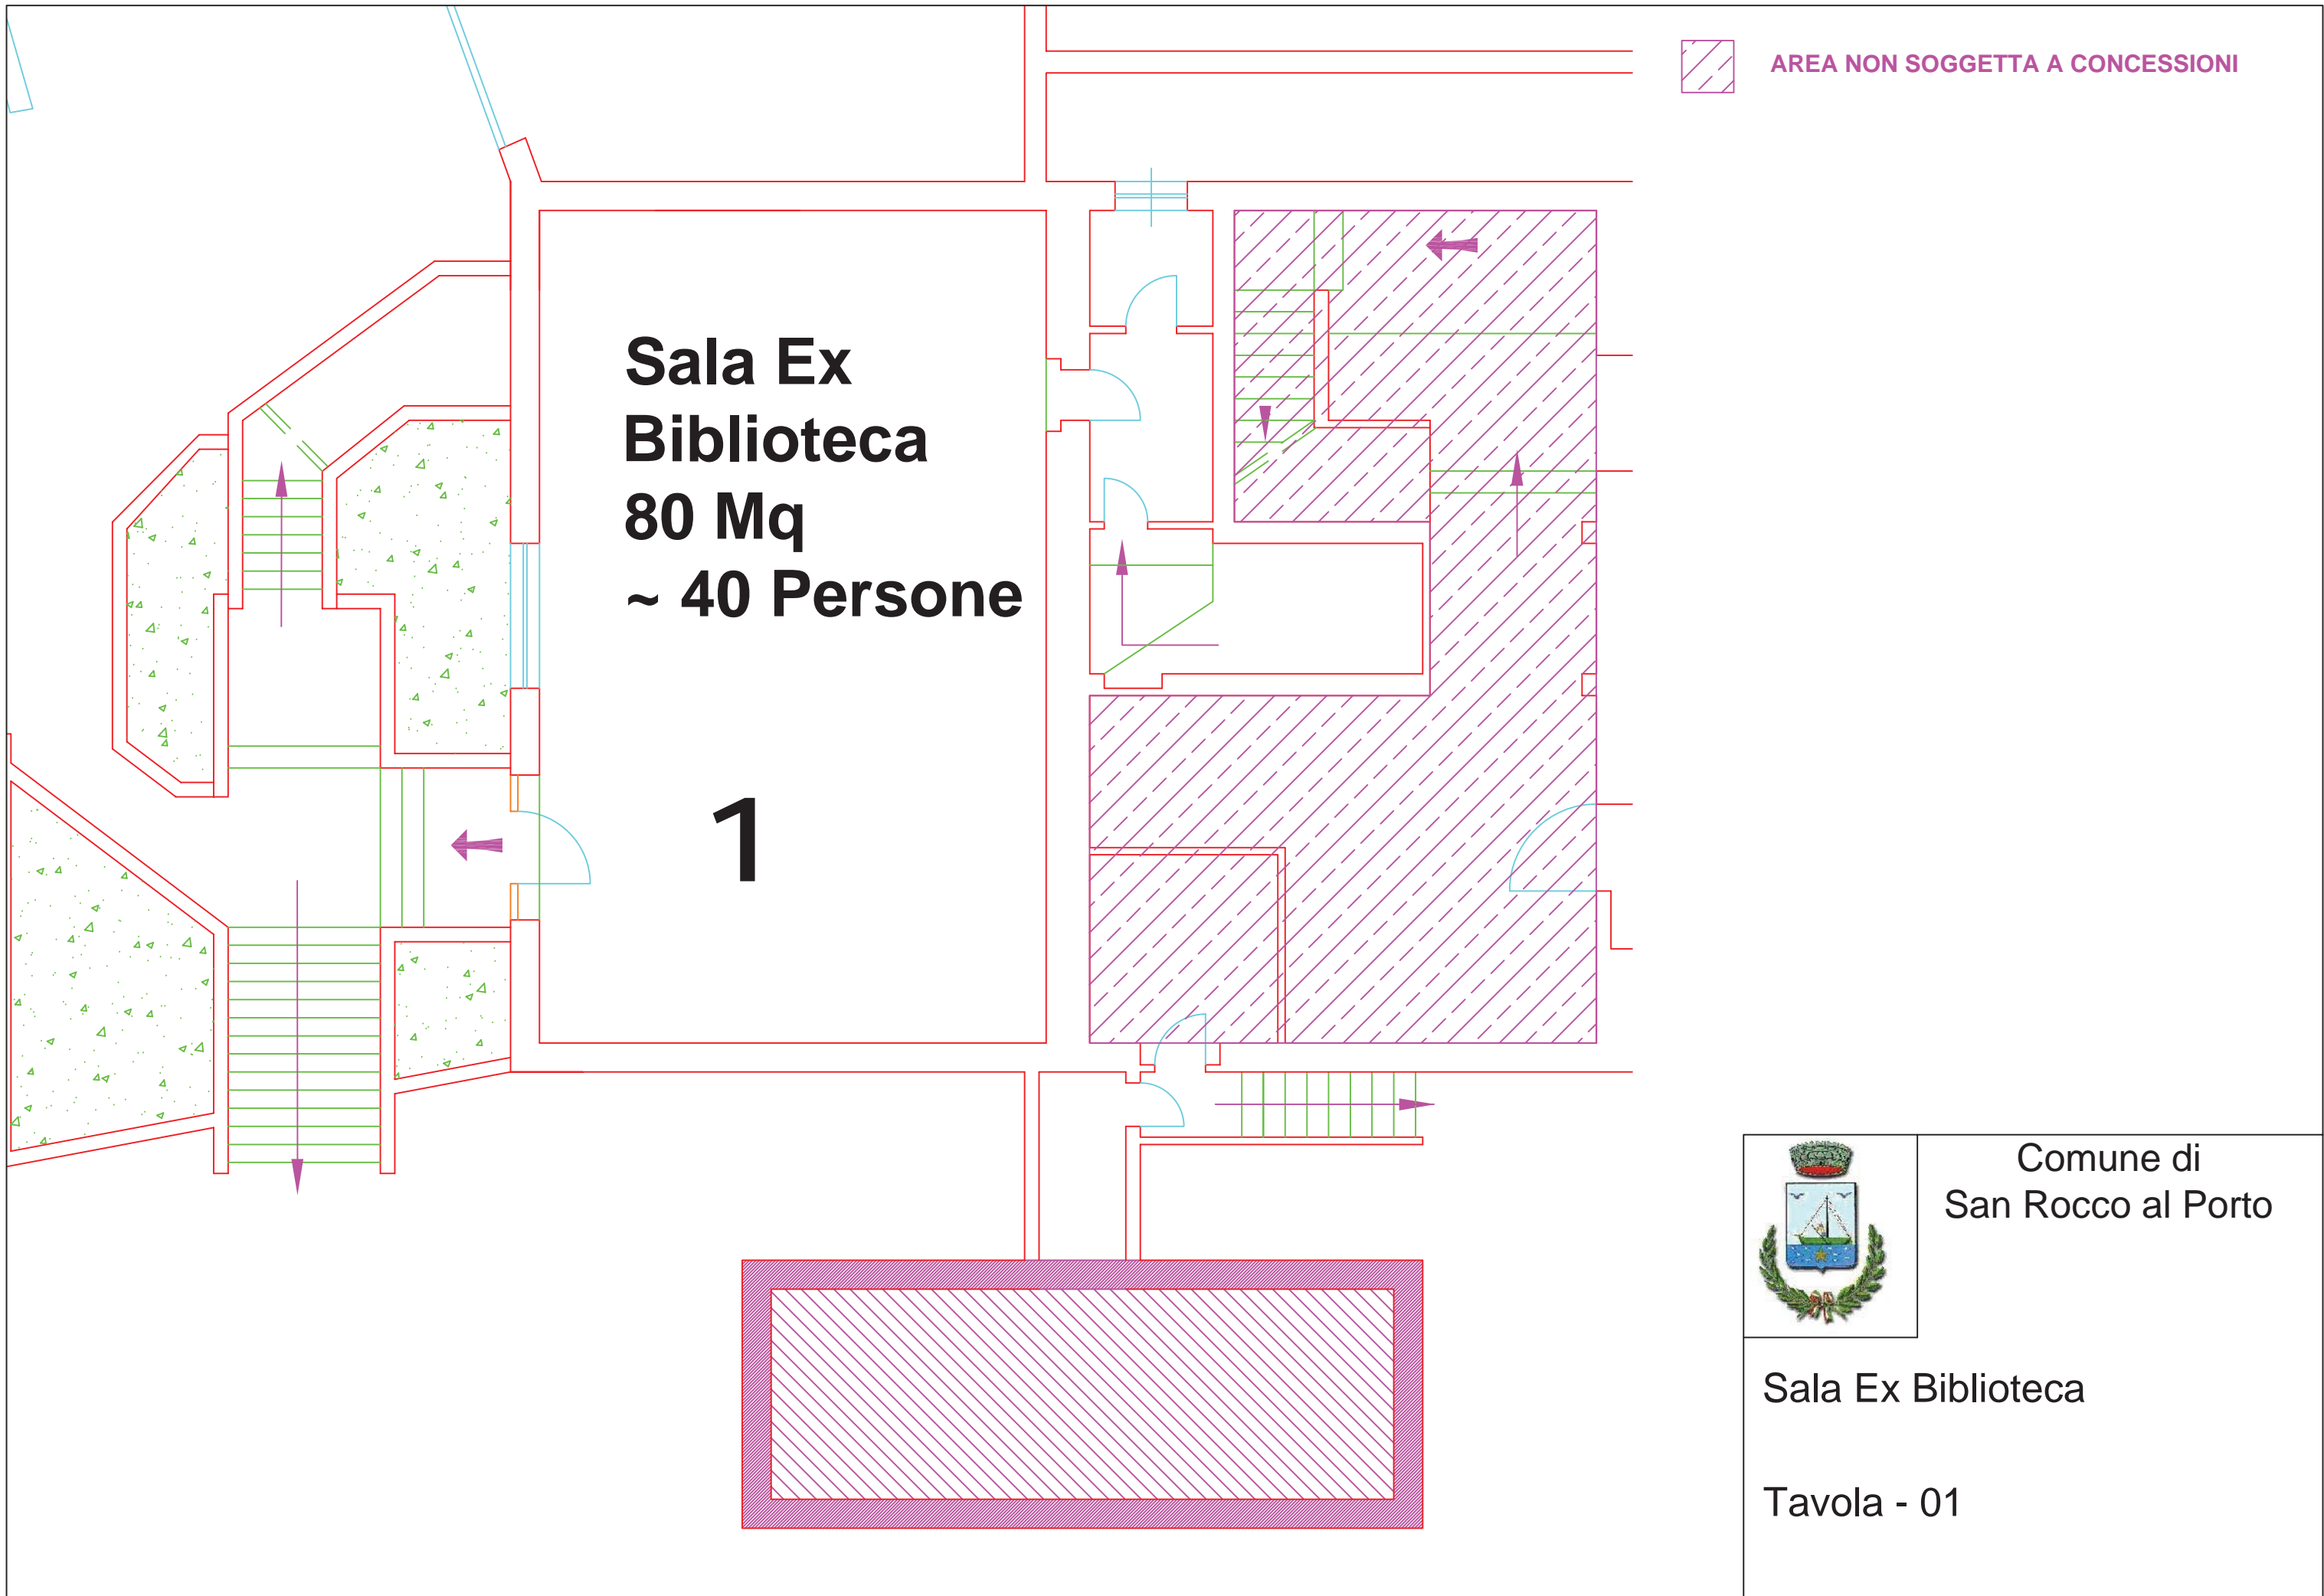 AREA NON SOGGETTA A CONCESSIONI
Sala Ex
Biblioteca
80 Mq
~ 40 Persone
1
Comune di
San Rocco al Porto
Sala Ex Biblioteca
Tavola - 01